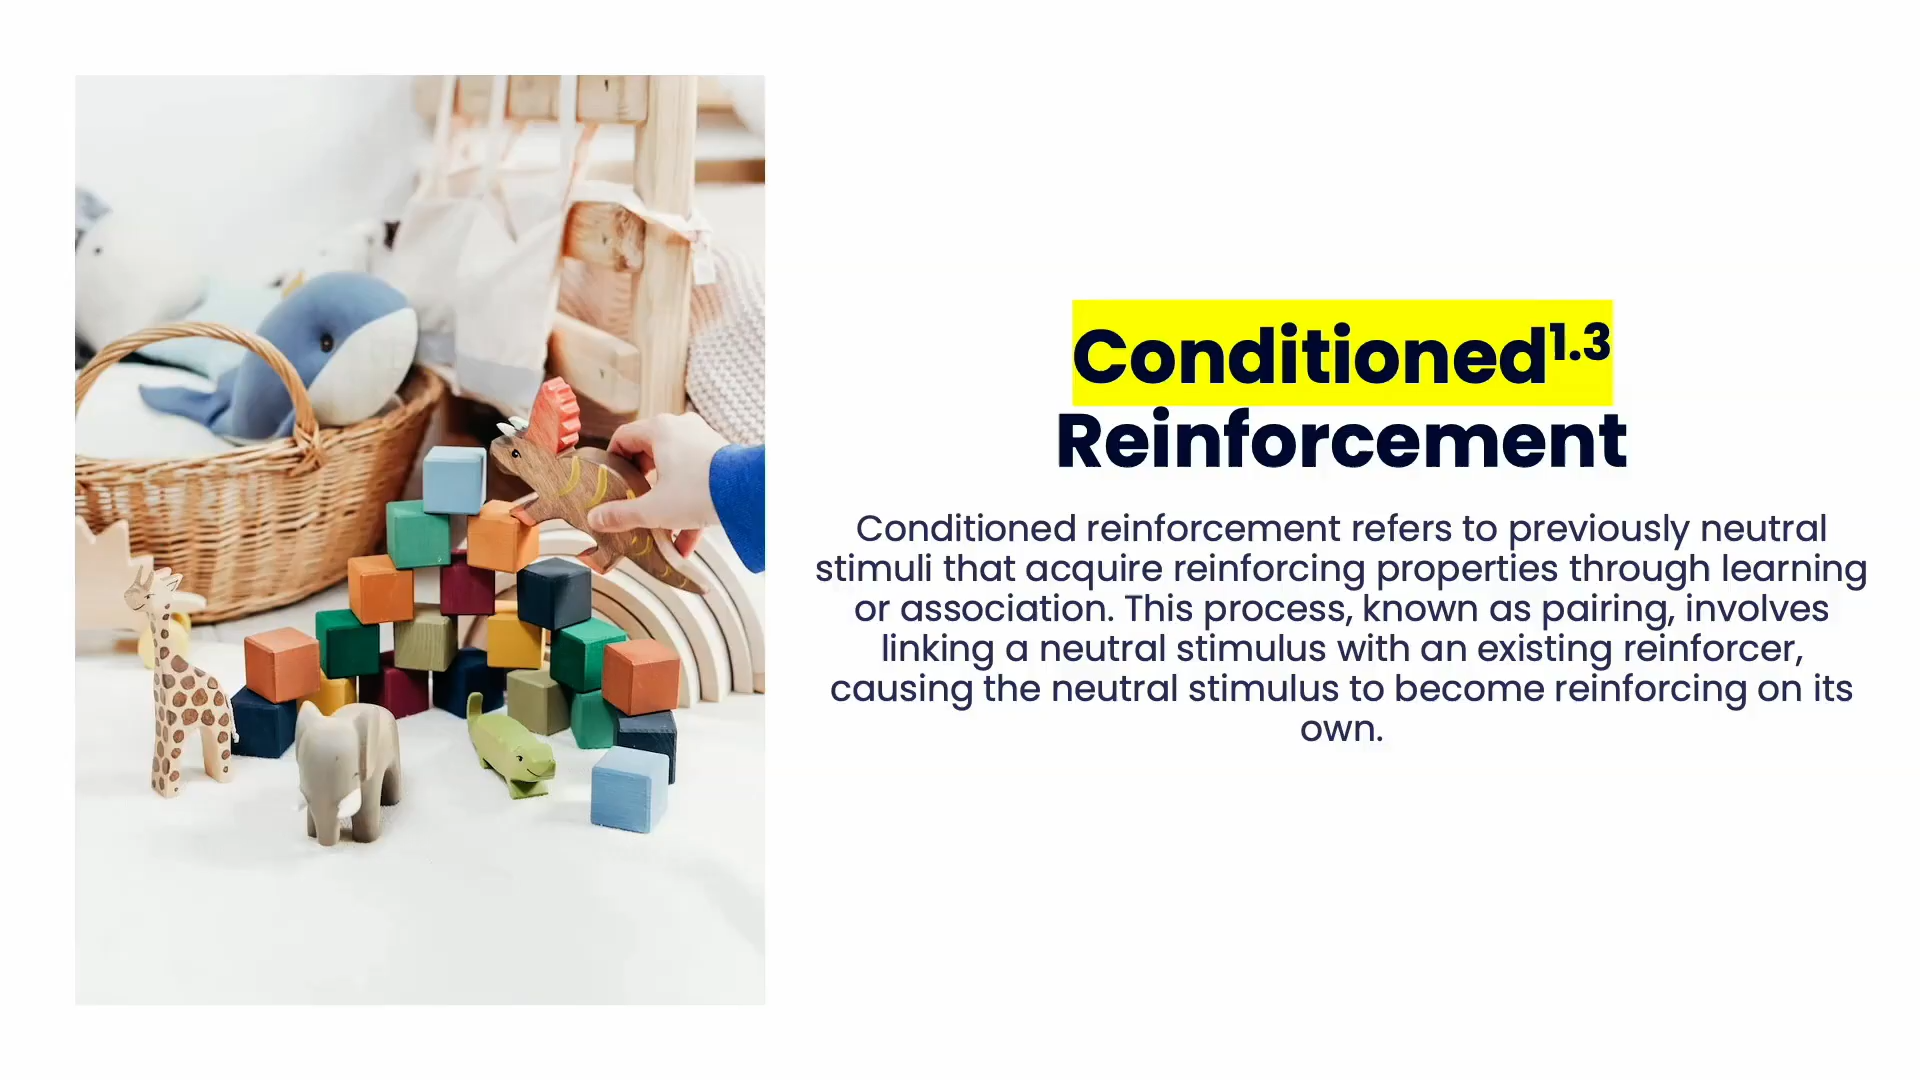 Conditioned1.3
Reinforcement
Conditioned reinforcement refers to previously neutral
stimuli that acquire reinforcing properties through learning
or association. This process, known as pairing, involves
linking a neutral stimulus with an existing reinforcer,
causing the neutral stimulus to become reinforcing on its
own.